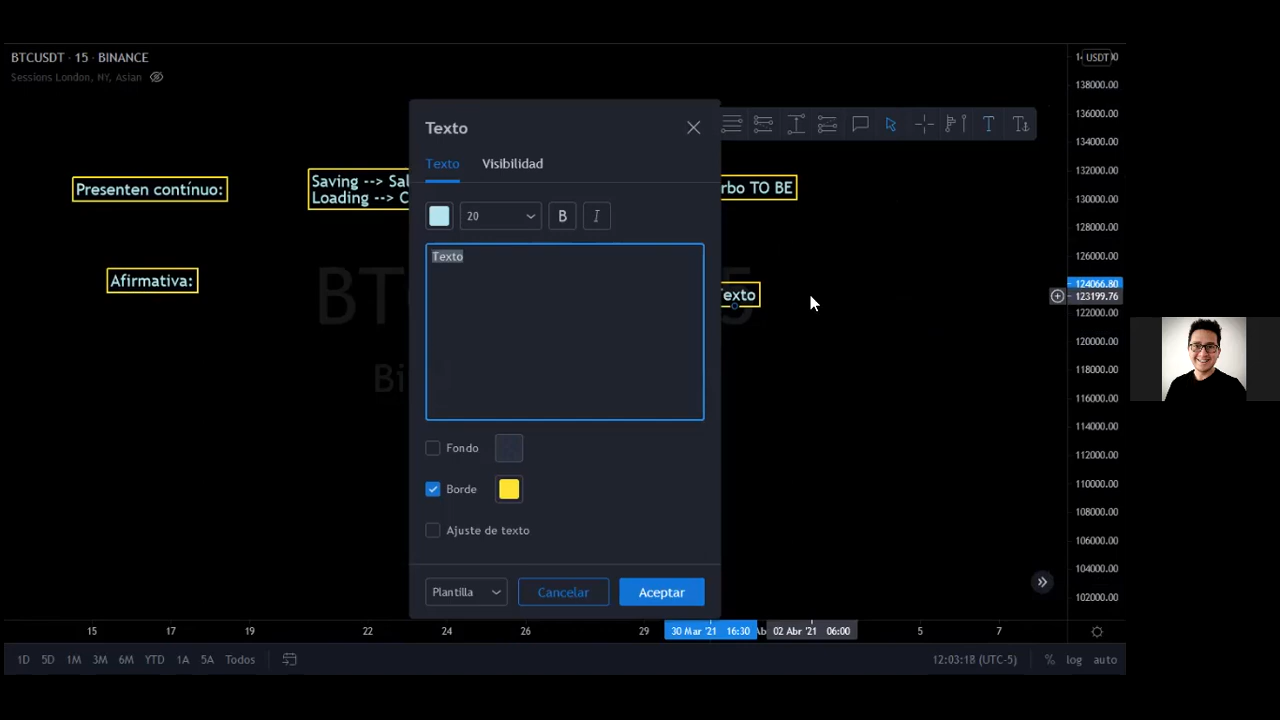 BTCUSDT · 15 · BINANCE
USDT
Sessions London, NY, Asian
138000.00
136000.00
134000.00
132000.00
130000.00
128000.00
126000.00
124066.80
123199.76
122000.00
120000.00
118000.00
116000.00
114000.00
112000.00
110000.00
108000.00
106000.00
104000.00
102000.00
Presenten contínuo:
Saving --> Sal
Loading --> C
rbo TO BE
Afirmativa:
Texto
Texto
Visibilidad
20
B
I
Texto
Fondo
Borde
Ajuste de texto
Plantilla
Cancelar
Aceptar
exto
BT
5
Bi
15
17
19
22
24
26
29
30 Mar '21 16:30
Ab
02 Abr '21 06:00
5
7
1D
5D
1M
3M
6M
YTD
1A
5A
Todos
12:03:18 (UTC-5)
%
log
auto